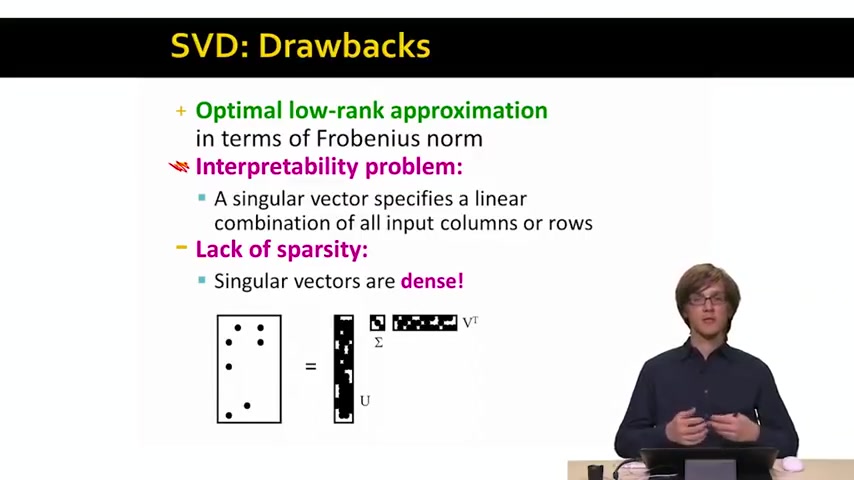 SVD: Drawbacks
+ Optimal low-rank approximation
in terms of Frobenius norm
Interpretability problem:
▪ A singular vector specifies a linear
combination of all input columns or rows
- Lack of sparsity:
▪ Singular vectors are dense!
=
U
Σ
Vᵀ